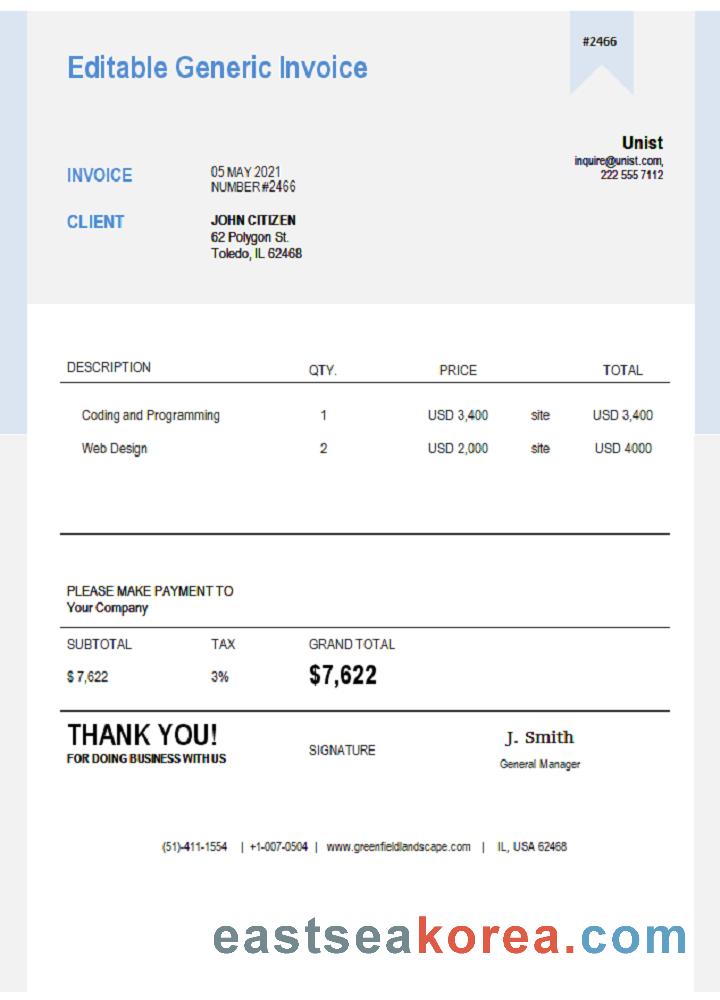 #2466
Editable Generic Invoice
Unist
inquire@unist.com,
222 555 7112
INVOICE 05 MAY 2021
NUMBER #2466
CLIENT JOHN CITIZEN
62 Polygon St.
Toledo, IL 62468
DESCRIPTION QTY. PRICE TOTAL
Coding and Programming 1 USD 3,400 site USD 3,400
Web Design 2 USD 2,000 site USD 4000
PLEASE MAKE PAYMENT TO
Your Company
SUBTOTAL TAX GRAND TOTAL
$ 7,622 3% $7,622
THANK YOU!
FOR DOING BUSINESS WITH US
SIGNATURE
J. Smith
General Manager
(51)-411-1554 | +1-007-0504 | www.greenfieldlandscape.com | IL, USA 62468
eastseakorea.com